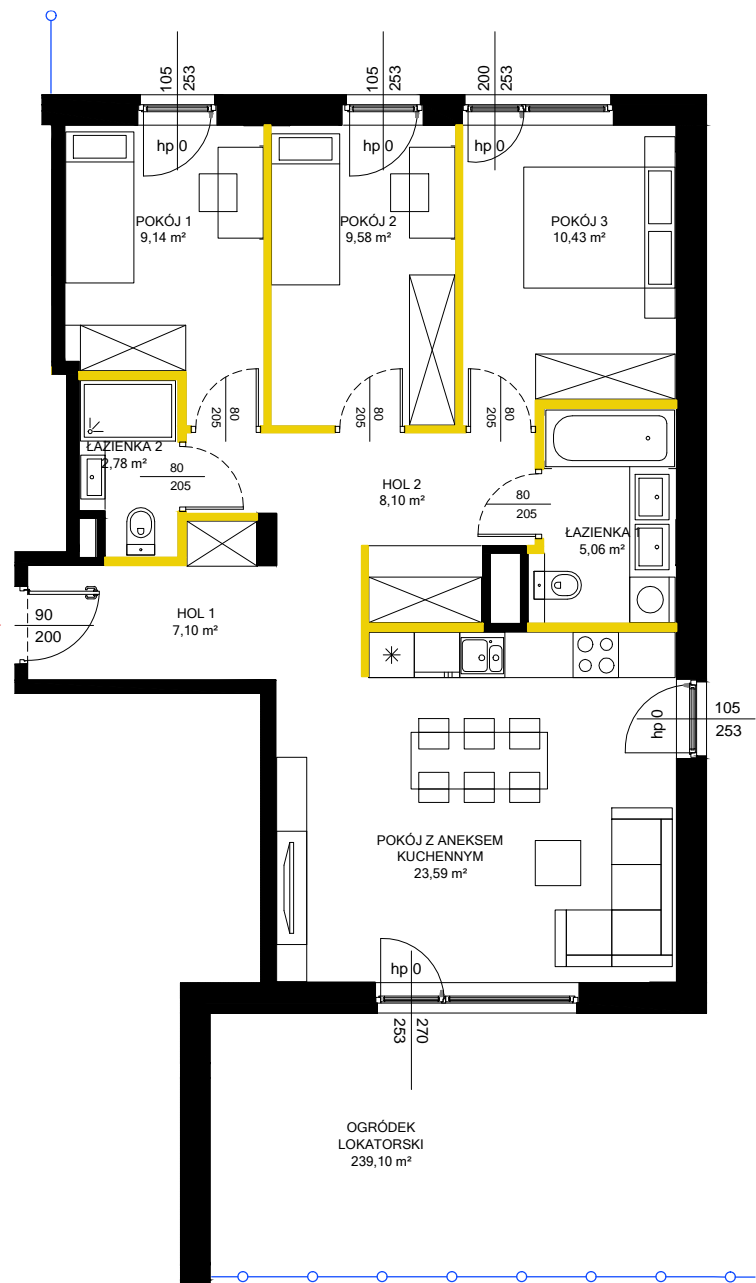 105
253
105
253
200
253
hp 0
hp 0
hp 0
POKÓJ 1
9,14 m²
POKÓJ 2
9,58 m²
POKÓJ 3
10,43 m²
80
205
80
205
80
205
ŁAZIENKA 2
2,78 m²
80
205
HOL 2
8,10 m²
80
205
ŁAZIENKA 1
5,06 m²
90
200
HOL 1
7,10 m²
hp 0
105
253
POKÓJ Z ANEKSEM
KUCHENNYM
23,59 m²
hp 0
270
253
OGRÓDEK
LOKATORSKI
239,10 m²